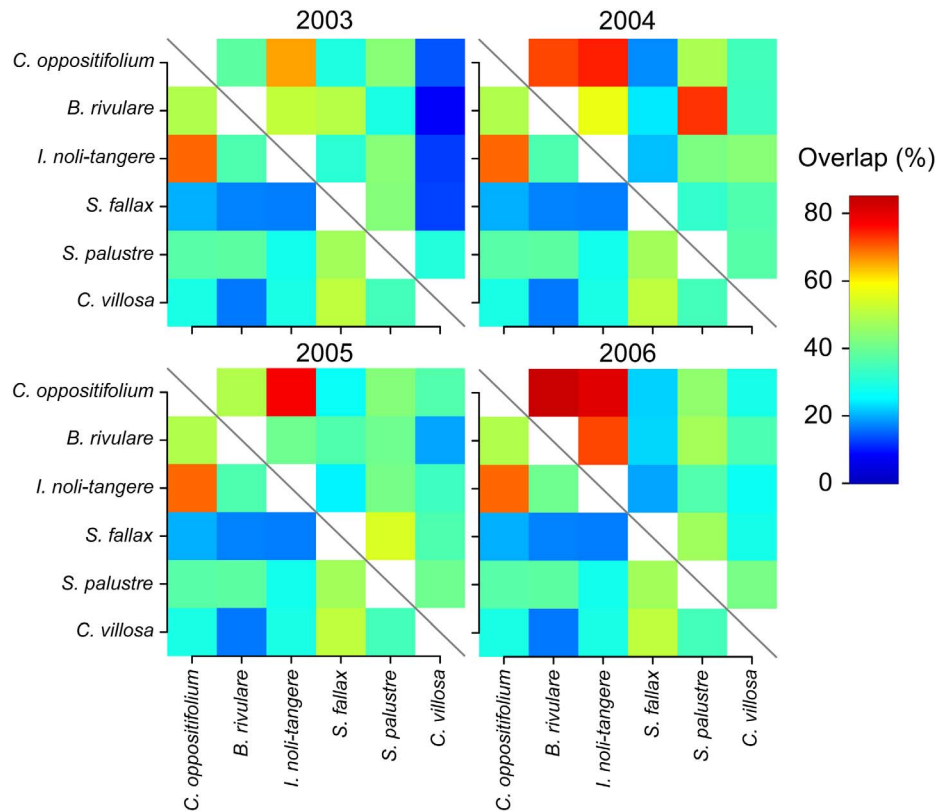 2003
2004
C. oppositifolium
B. rivulare
I. noli-tangere
S. fallax
S. palustre
C. villosa
Overlap (%)
80
60
40
20
0
2005
2006
C. oppositifolium
B. rivulare
I. noli-tangere
S. fallax
S. palustre
C. villosa
C. oppositifolium
B. rivulare
I. noli-tangere
S. fallax
S. palustre
C. villosa
C. oppositifolium
B. rivulare
I. noli-tangere
S. fallax
S. palustre
C. villosa